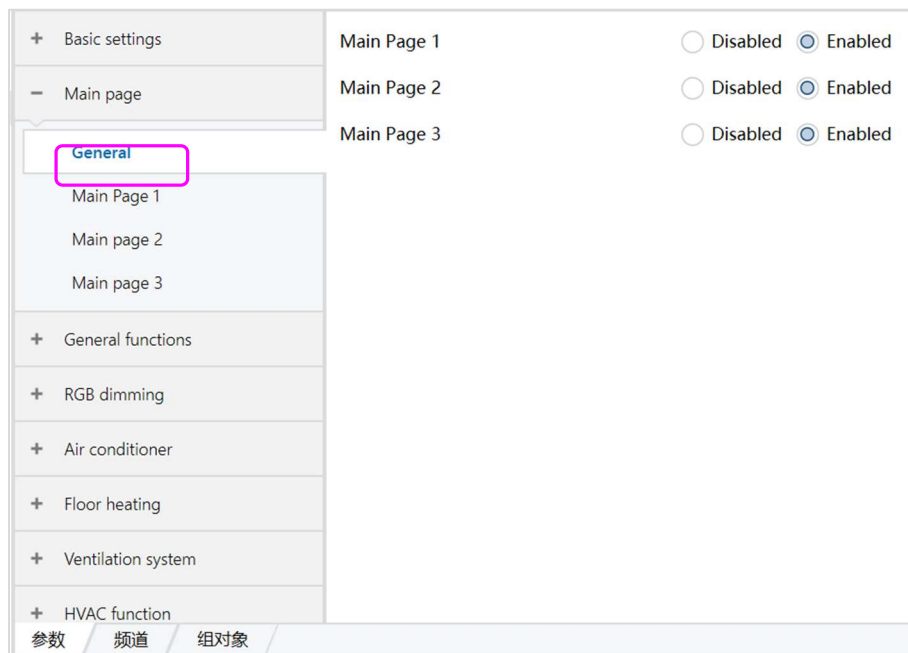 Basic settings
Main page
General
Main Page 1
Main page 2
Main page 3
General functions
RGB dimming
Air conditioner
Floor heating
Ventilation system
HVAC function
Main Page 1 Disabled Enabled
Main Page 2 Disabled Enabled
Main Page 3 Disabled Enabled
参数 频道 组对象